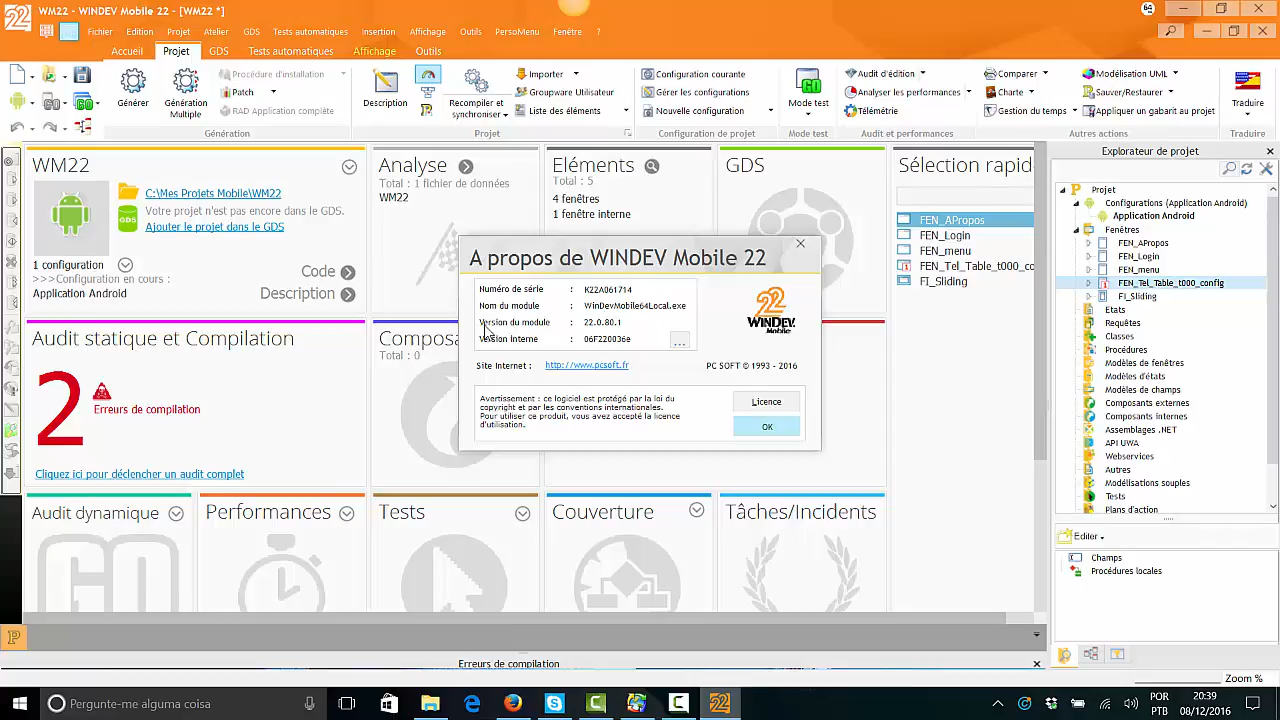 WM22 - WINDEV Mobile 22 - [WM22 *]
64
Fichier Edition Projet Atelier GDS Tests automatiques Insertion Affichage Outils PersoMenu Fenêtre ?
Accueil Projet GDS Tests automatiques Affichage Outils
Générer
Génération Multiple
Procédure d'installation
Patch
RAD Application complète
Génération
Description
Recompiler et synchroniser
Importer
Groupware Utilisateur
Liste des éléments
Projet
Configuration courante
Gérer les configurations
Nouvelle configuration
Configuration de projet
GO
Mode test
Mode test
Audit d'édition
Analyser les performances
Télémétrie
Audit et performances
Comparer
Charte
Gestion du temps
Modélisation UML
Sauver/Restaurer
Appliquer un gabarit au projet
Autres actions
Traduire
Traduire
WM22
C:\Mes Projets Mobile\WM22
GDS
Votre projet n'est pas encore dans le GDS.
Ajouter le projet dans le GDS
1 configuration
>>>Configuration en cours :
Application Android
Code
Description
Analyse
Total : 1 fichier de données
WM22
Eléments
Total : 5
4 fenêtres
1 fenêtre interne
GDS
Sélection rapid
FEN_APropos
FEN_Login
FEN_menu
FEN_Tel_Table_t000_co
FI_Sliding
Audit statique et Compilation
2
Erreurs de compilation
Cliquez ici pour déclencher un audit complet
Compos
Total : 0
A propos de WINDEV Mobile 22
Numéro de série : K22A061714
Nom du module : WinDevMobile64Local.exe
Version du module : 22.0.80.1
Version interne : 06F220036e
...
22
WINDEV
Mobile
Site Internet : http://www.pcsoft.fr
PC SOFT © 1993 - 2016
Avertissement : ce logiciel est protégé par la loi du
copyright et par les conventions internationales.
Pour utiliser ce produit, vous avez accepté la licence
d'utilisation.
Licence
OK
Audit dynamique
GO
Performances
Tests
Couverture
Tâches/Incidents
Explorateur de projet
Projet
Configurations (Application Android)
Application Android
Fenêtres
FEN_APropos
FEN_Login
FEN_menu
FEN_Tel_Table_t000_config
FI_Sliding
Etats
Requêtes
Classes
Procédures
Modèles de fenêtres
Modèles d'états
Modèles de champs
Composants externes
Composants internes
Assemblages .NET
API UWA
Webservices
Autres
Modélisations souples
Tests
Plans d'action
Editer
Champs
Procédures locales
P
Erreurs de compilation
Zoom %
Pergunte-me alguma coisa
POR
PTB
20:39
08/12/2016